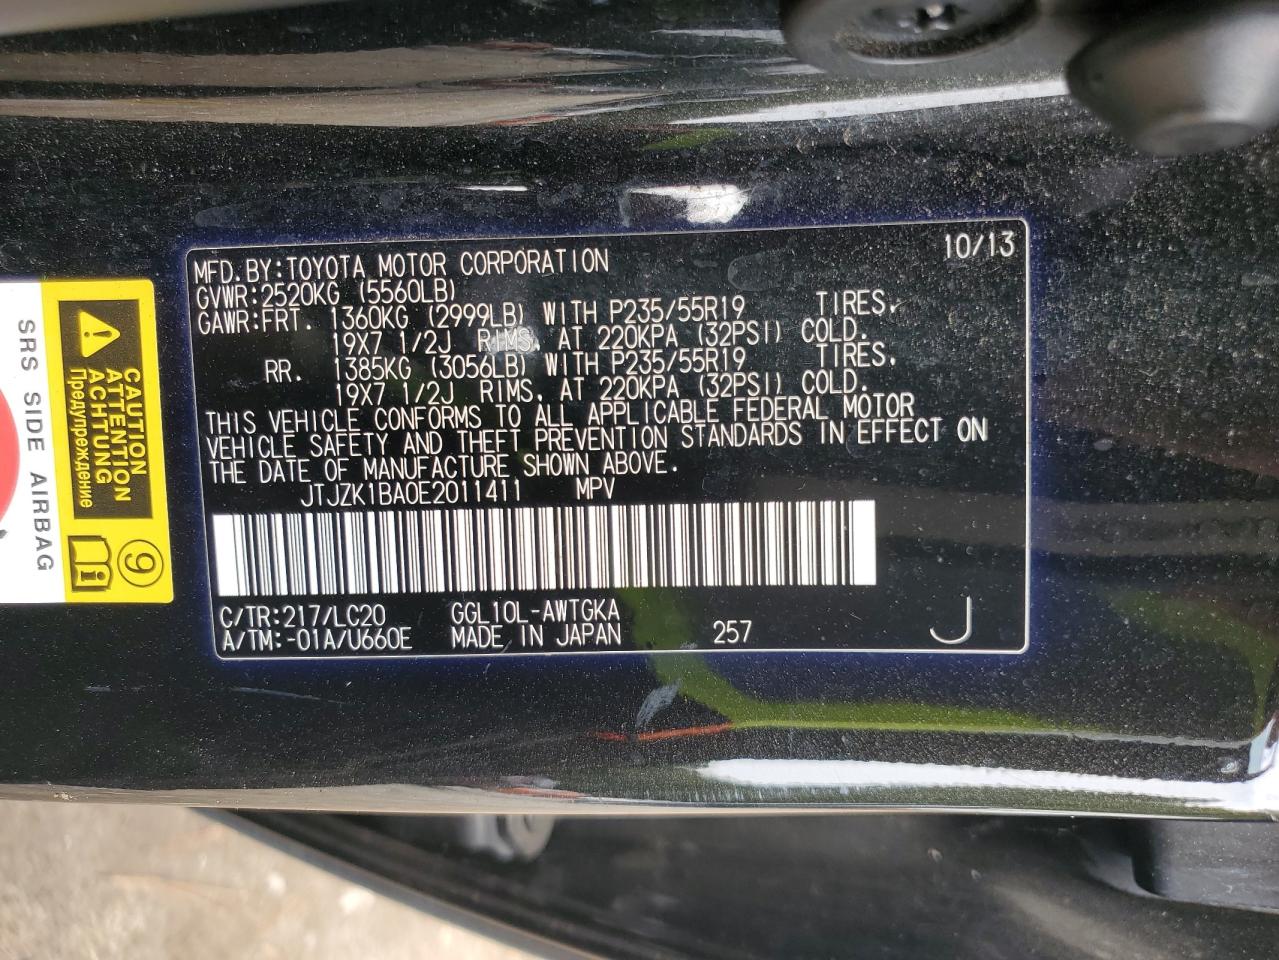 10/13
MFD. BY:TOYOTA MOTOR CORPORATION
GVWR:2520KG (5560LB)
GAWR:FRT. 1360KG (2999LB) WITH P235/55R19 TIRES.
19X7 1/2J RIMS, AT 220KPA (32PSI) COLD.
RR. 1385KG (3056LB) WITH P235/55R19 TIRES.
19X7 1/2J RIMS, AT 220KPA (32PSI) COLD.
THIS VEHICLE CONFORMS TO ALL APPLICABLE FEDERAL MOTOR
VEHICLE SAFETY AND THEFT PREVENTION STANDARDS IN EFFECT ON
THE DATE OF MANUFACTURE SHOWN ABOVE.
JTJZK1BA0E2011411 MPV
C/TR:217/LC20 GGL10L-AWTGKA
A/TM:-01A/U660E MADE IN JAPAN 257 J
CAUTION
ATTENTION
ACHTUNG
Предупреждение
9
SRS SIDE AIRBAG